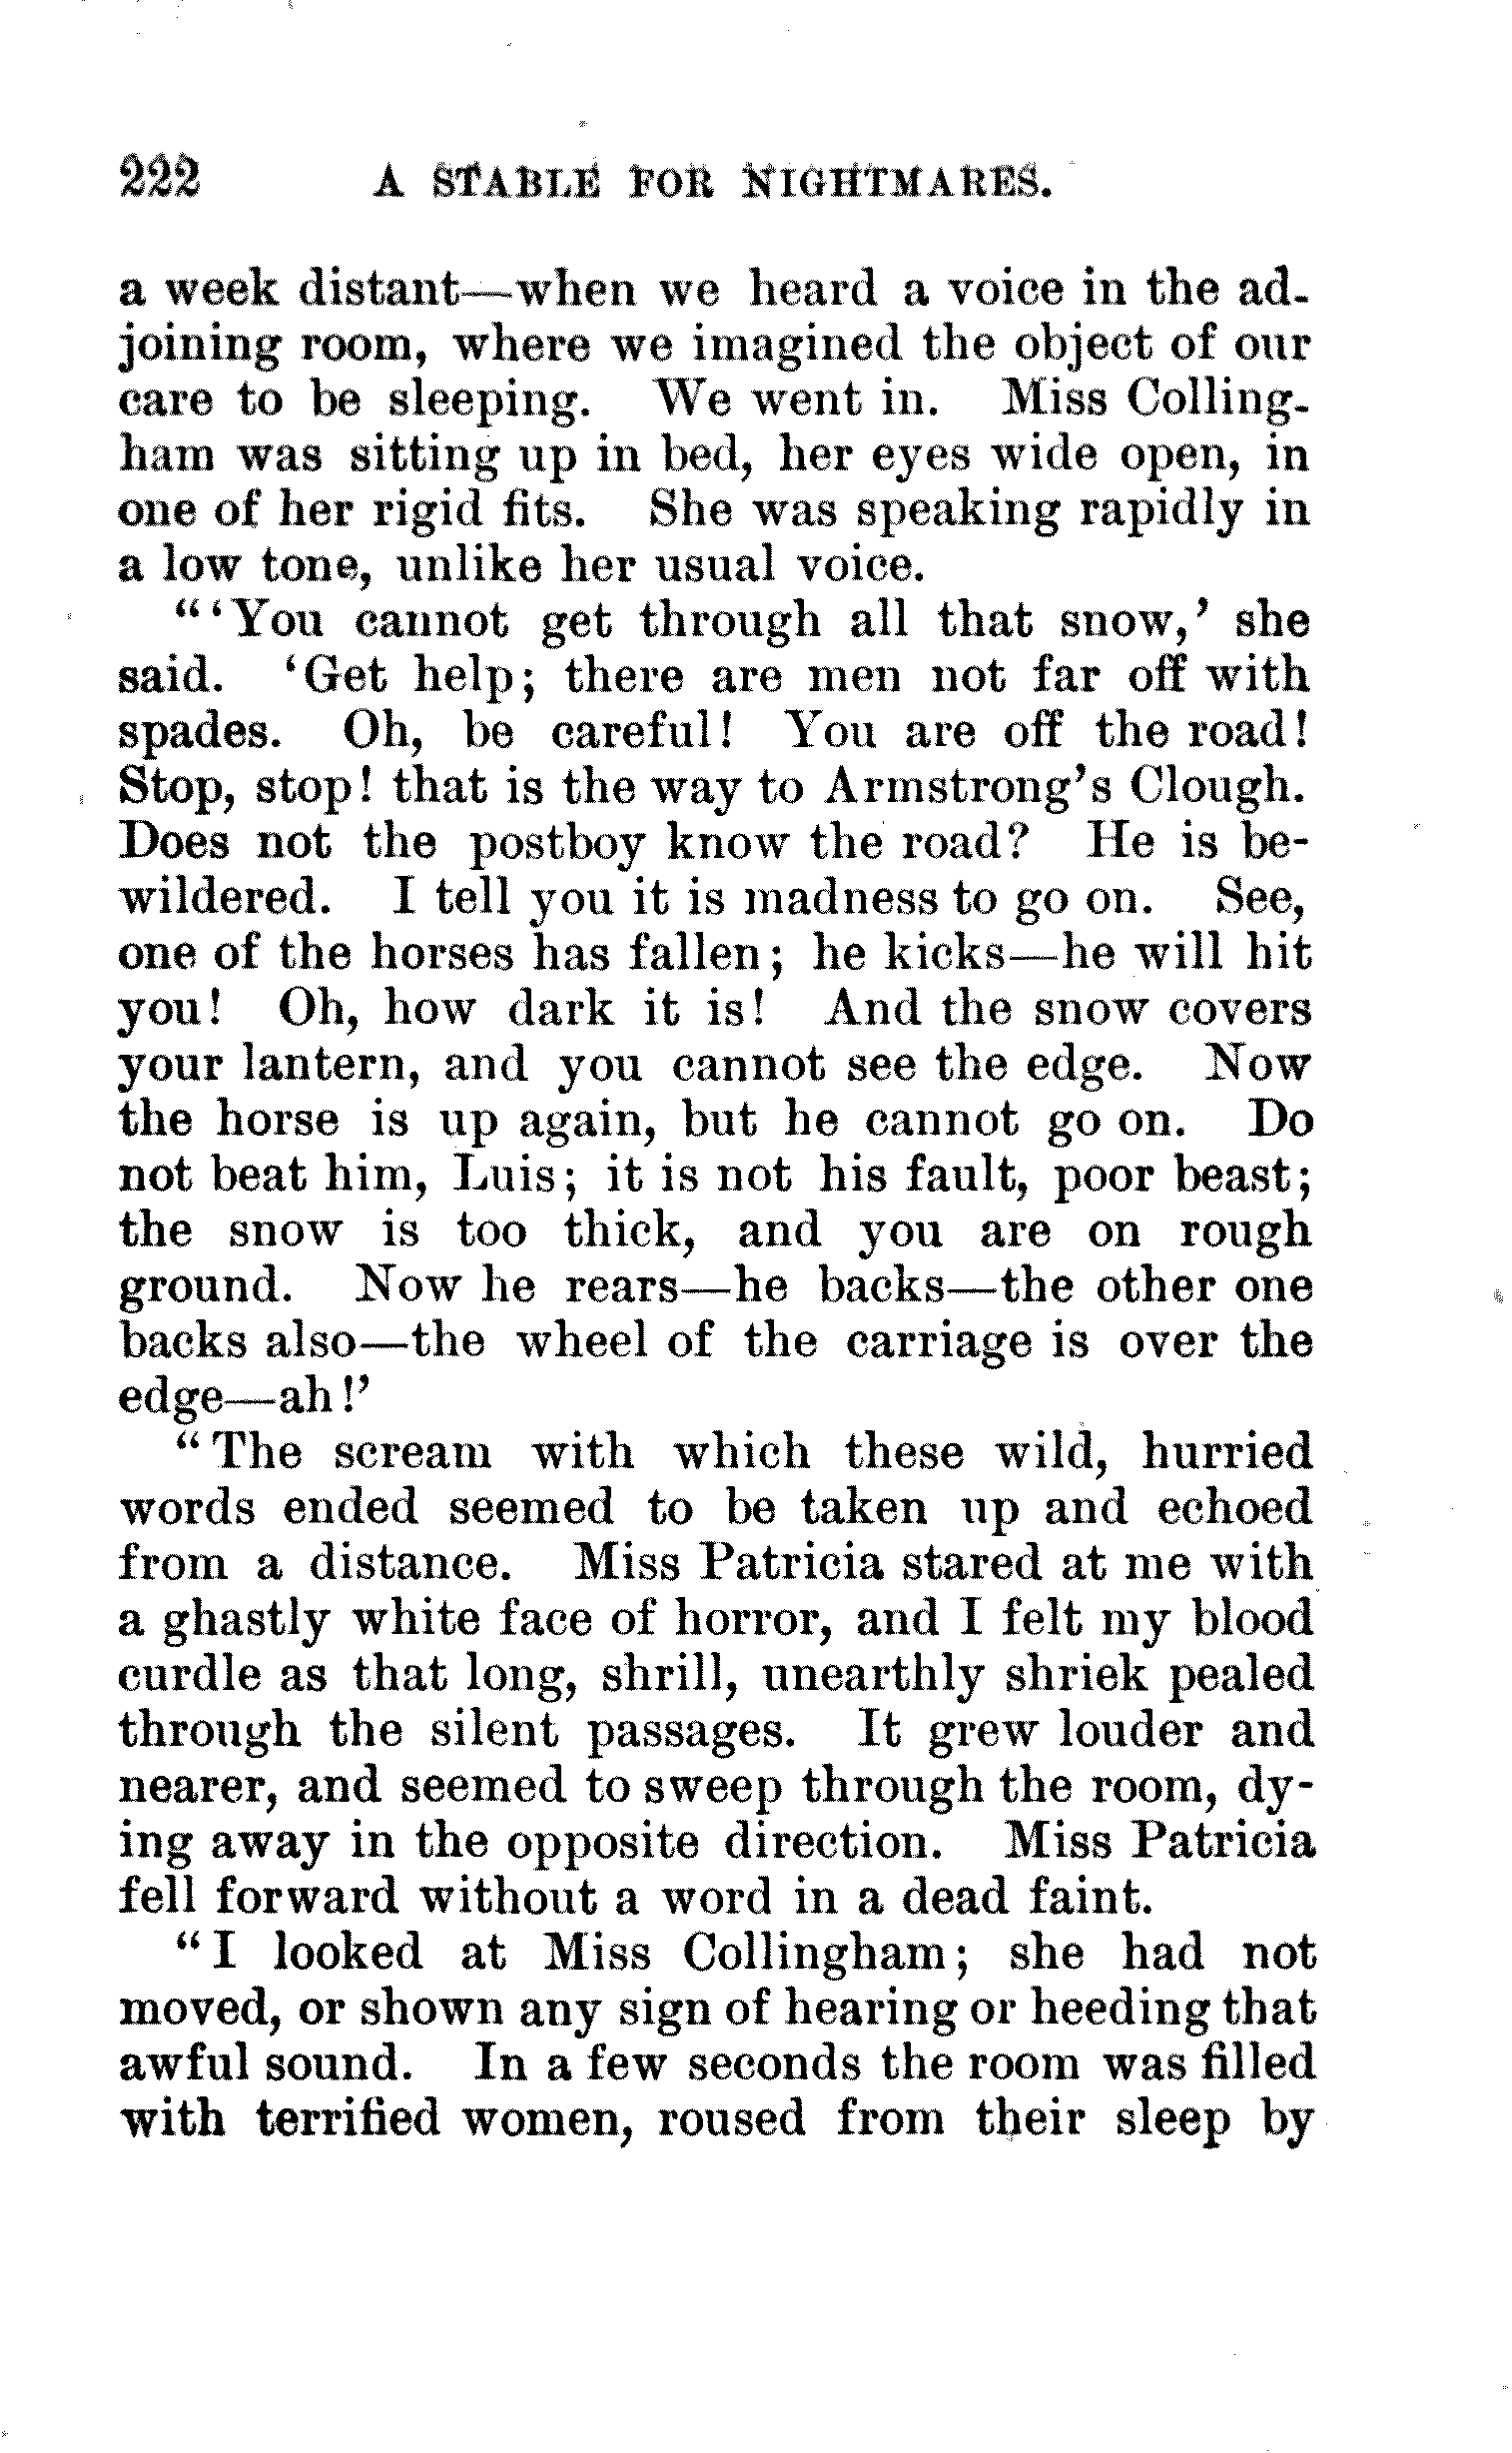 222 A STABLE FOR NIGHTMARES.
a week distant—when we heard a voice in the ad-
joining room, where we imagined the object of our
care to be sleeping. We went in. Miss Colling-
ham was sitting up in bed, her eyes wide open, in
one of her rigid fits. She was speaking rapidly in
a low tone, unlike her usual voice.
"'You cannot get through all that snow,' she
said. 'Get help; there are men not far off with
spades. Oh, be careful! You are off the road!
Stop, stop! that is the way to Armstrong's Clough.
Does not the postboy know the road? He is be-
wildered. I tell you it is madness to go on. See,
one of the horses has fallen; he kicks—he will hit
you! Oh, how dark it is! And the snow covers
your lantern, and you cannot see the edge. Now
the horse is up again, but he cannot go on. Do
not beat him, Luis; it is not his fault, poor beast;
the snow is too thick, and you are on rough
ground. Now he rears—he backs—the other one
backs also—the wheel of the carriage is over the
edge—ah!'
"The scream with which these wild, hurried
words ended seemed to be taken up and echoed
from a distance. Miss Patricia stared at me with
a ghastly white face of horror, and I felt my blood
curdle as that long, shrill, unearthly shriek pealed
through the silent passages. It grew louder and
nearer, and seemed to sweep through the room, dy-
ing away in the opposite direction. Miss Patricia
fell forward without a word in a dead faint.
"I looked at Miss Collingham; she had not
moved, or shown any sign of hearing or heeding that
awful sound. In a few seconds the room was filled
with terrified women, roused from their sleep by